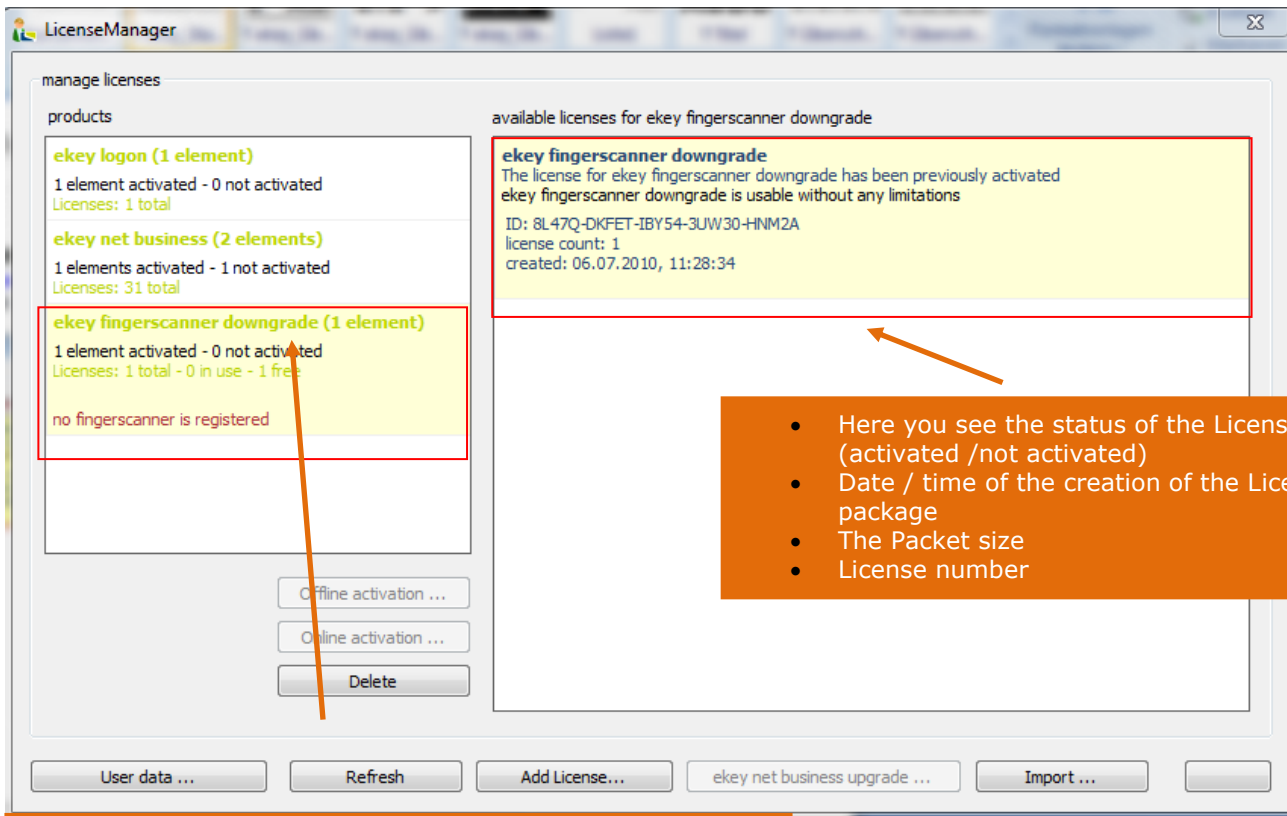 LicenseManager
manage licenses
products
ekey logon (1 element)
1 element activated - 0 not activated
Licenses: 1 total
ekey net business (2 elements)
1 elements activated - 1 not activated
Licenses: 31 total
ekey fingerscanner downgrade (1 element)
1 element activated - 0 not activated
Licenses: 1 total - 0 in use - 1 free
no fingerscanner is registered
available licenses for ekey fingerscanner downgrade
ekey fingerscanner downgrade
The license for ekey fingerscanner downgrade has been previously activated
ekey fingerscanner downgrade is usable without any limitations
ID: 8L47Q-DKFET-IBY54-3UW30-HNM2A
license count: 1
created: 06.07.2010, 11:28:34
• Here you see the status of the Licens
(activated /not activated)
• Date / time of the creation of the Lice
package
• The Packet size
• License number
Offline activation ...
Online activation ...
Delete
User data ...
Refresh
Add License...
ekey net business upgrade ...
Import ...